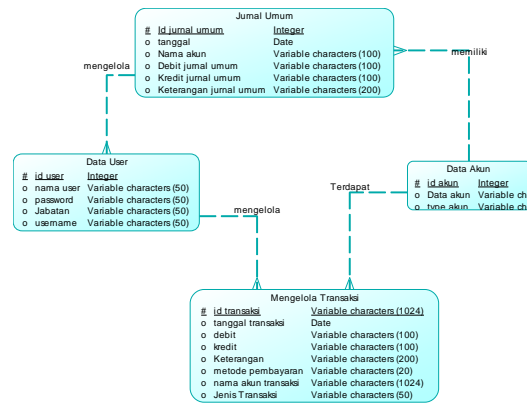 Jurnal Umum
# Id jurnal umum Integer
o tanggal Date
o Nama akun Variable characters (100)
o Debit jurnal umum Variable characters (100)
o Kredit jurnal umum Variable characters (100)
o Keterangan jurnal umum Variable characters (200)
mengelola
memiliki
Data User
# id user Integer
o nama user Variable characters (50)
o password Variable characters (50)
o Jabatan Variable characters (50)
o username Variable characters (50)
Data Akun
# id akun Integer
o Data akun Variable ch
o type akun Variable ch
mengelola
Terdapat
Mengelola Transaksi
# id transaksi Variable characters (1024)
o tanggal transaksi Date
o debit Variable characters (100)
o kredit Variable characters (100)
o Keterangan Variable characters (200)
o metode pembayaran Variable characters (20)
o nama akun transaksi Variable characters (1024)
o Jenis Transaksi Variable characters (50)